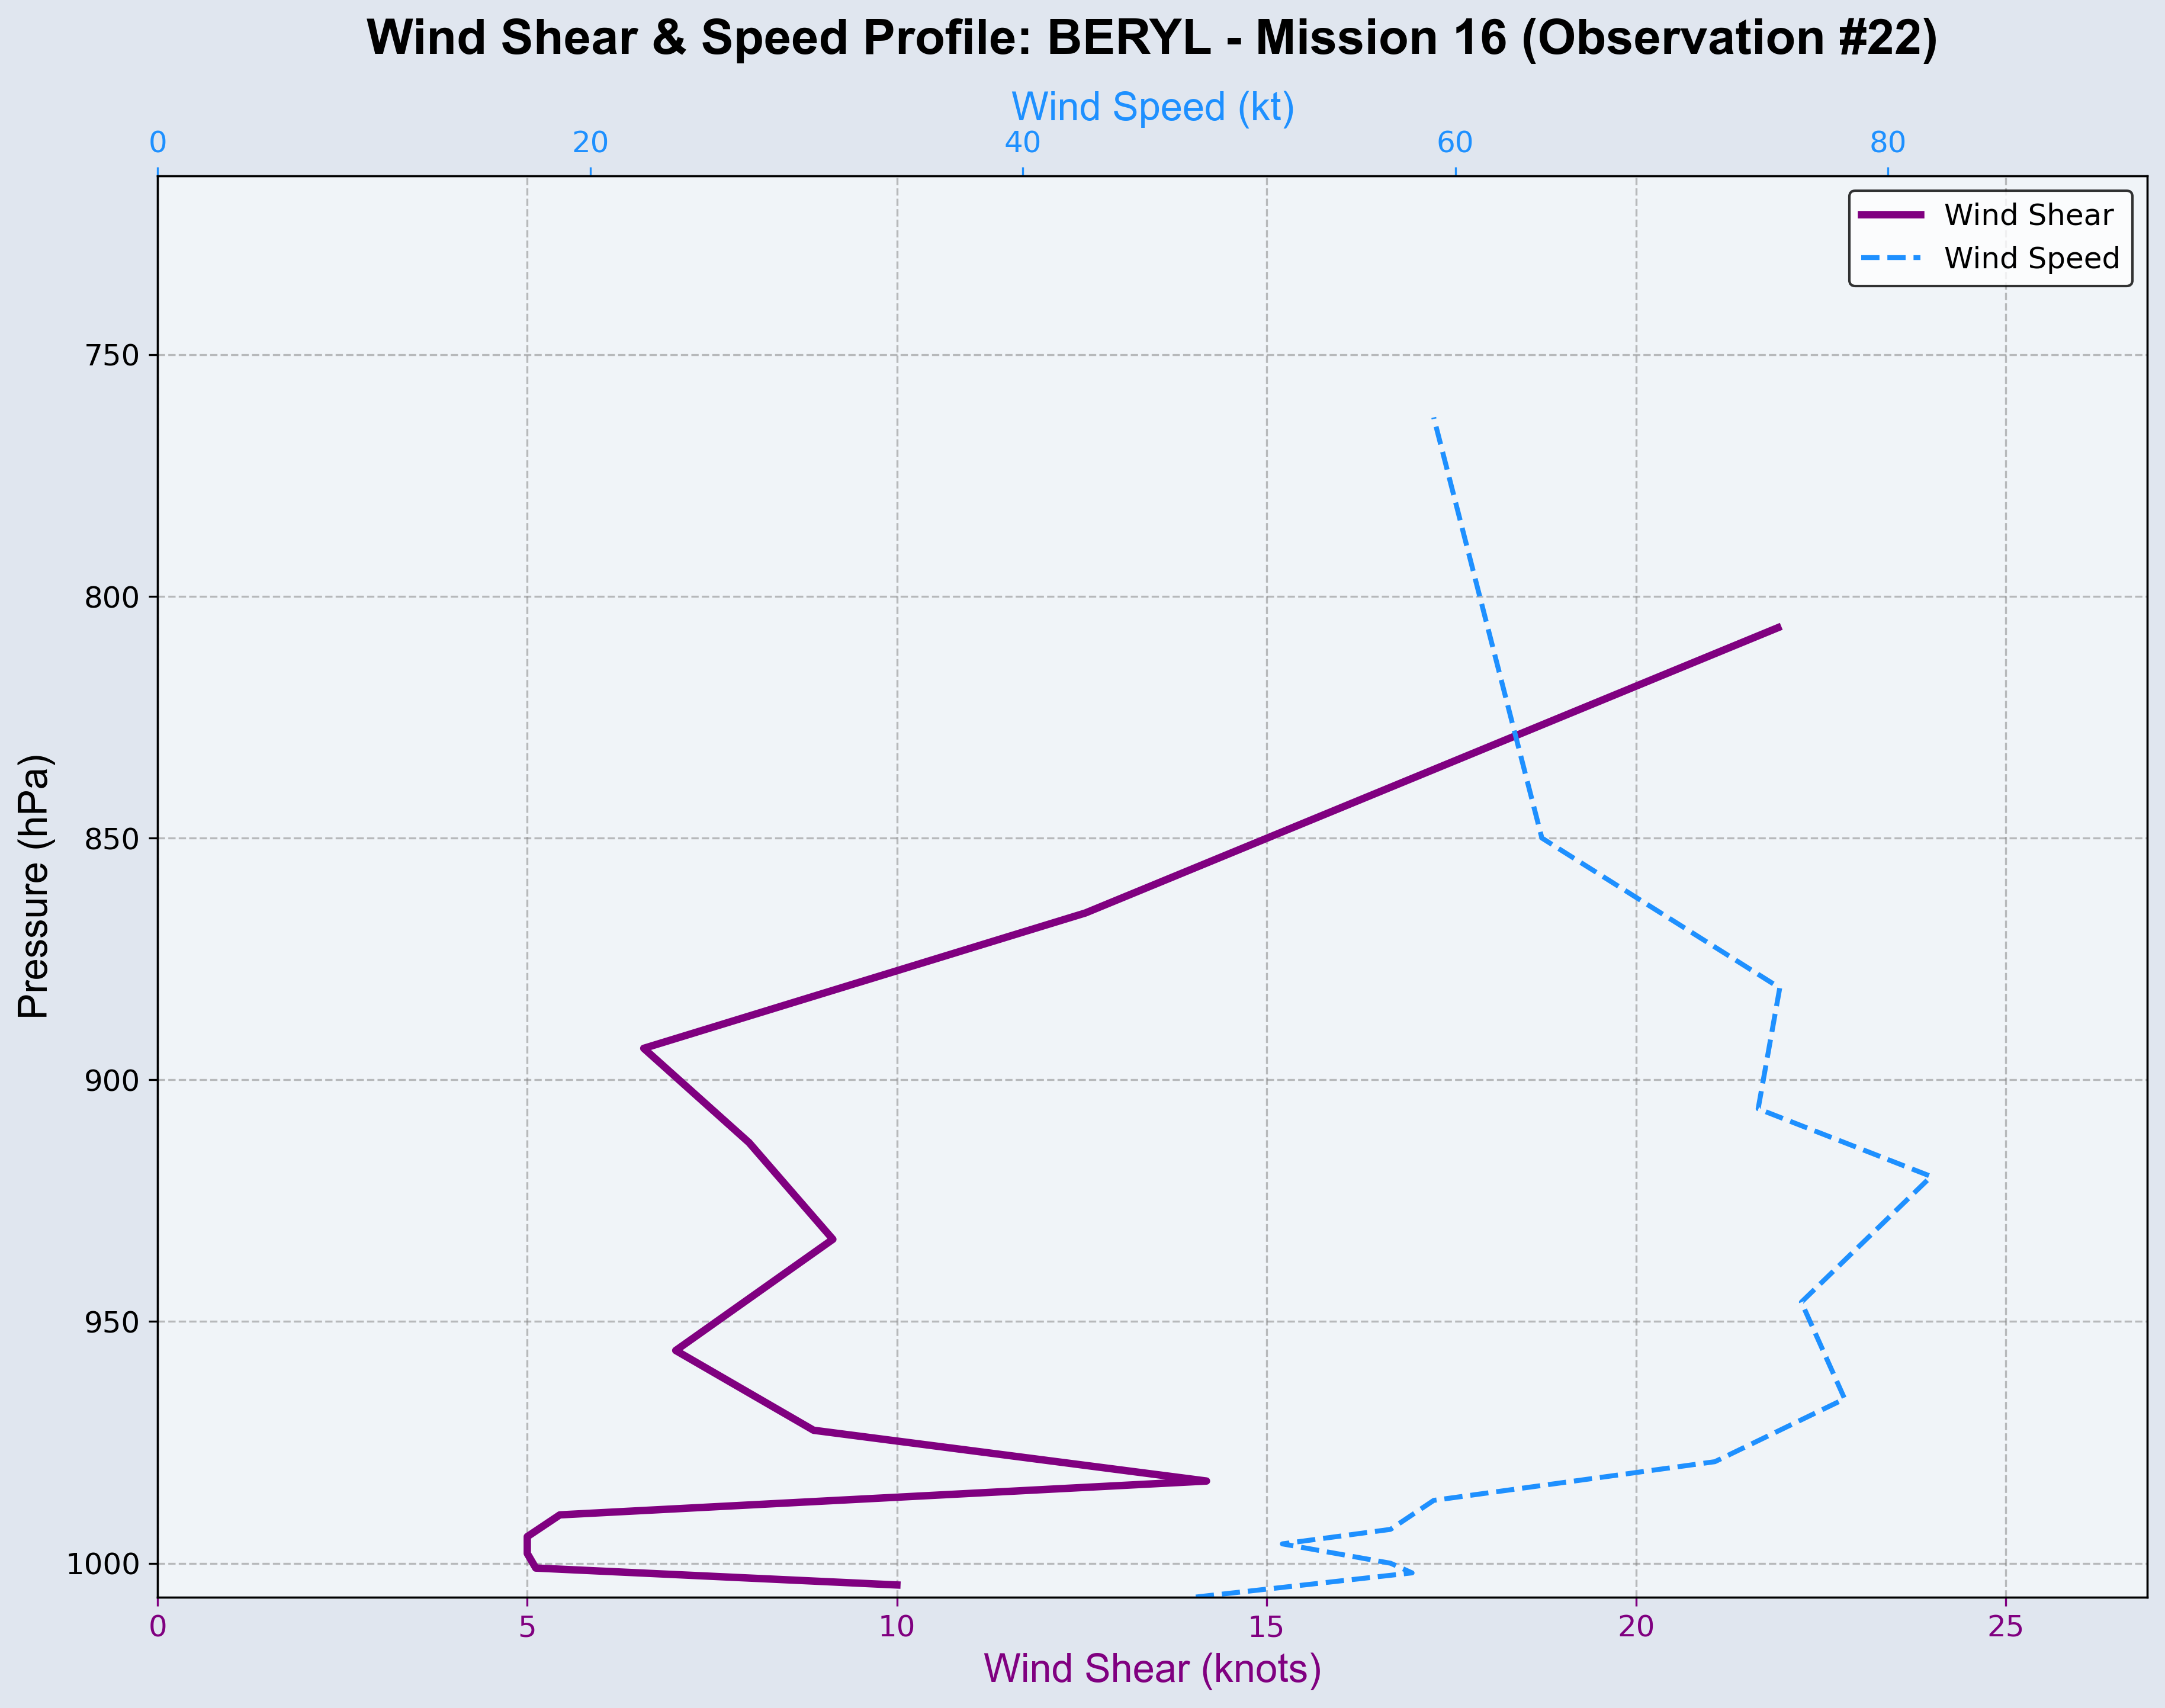 Wind Shear & Speed Profile: BERYL - Mission 16 (Observation #22)
Wind Speed (kt)
0 20 40 60 80
Wind Shear
Wind Speed
Pressure (hPa)
750
800
850
900
950
1000
0 5 10 15 20 25
Wind Shear (knots)